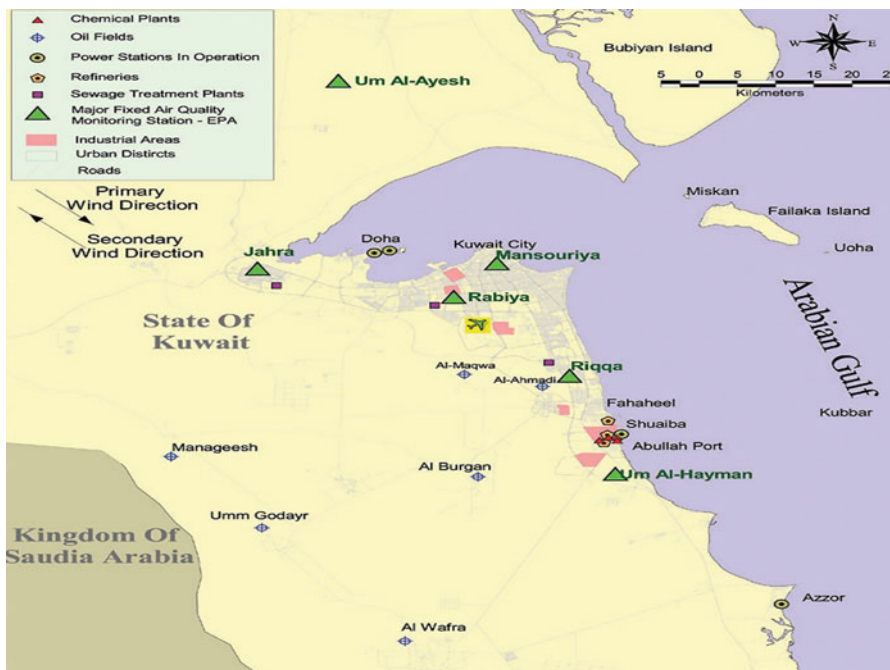 Chemical Plants
Oil Fields
Power Stations In Operation
Refineries
Sewage Treatment Plants
Major Fixed Air Quality
Monitoring Station - EPA
Industrial Areas
Urban Distircts
Roads
Primary
Wind Direction
Secondary
Wind Direction
Um Al-Ayesh
Bubiyan Island
N
W E
S
5 0 5 10 15 20 25
Kilometers
Miskan
Failaka Island
Uoha
Arabian Gulf
Kubbar
Jahra
Doha
Kuwait City
Mansouriya
Rabiya
State Of
Kuwait
Al-Maqwa
Al-Ahmadi
Riqqa
Fahaheel
Shuaiba
Abullah Port
Manageesh
Al Burgan
Um Al-Hayman
Umm Godayr
Kingdom Of
Saudia Arabia
Azzor
Al Wafra